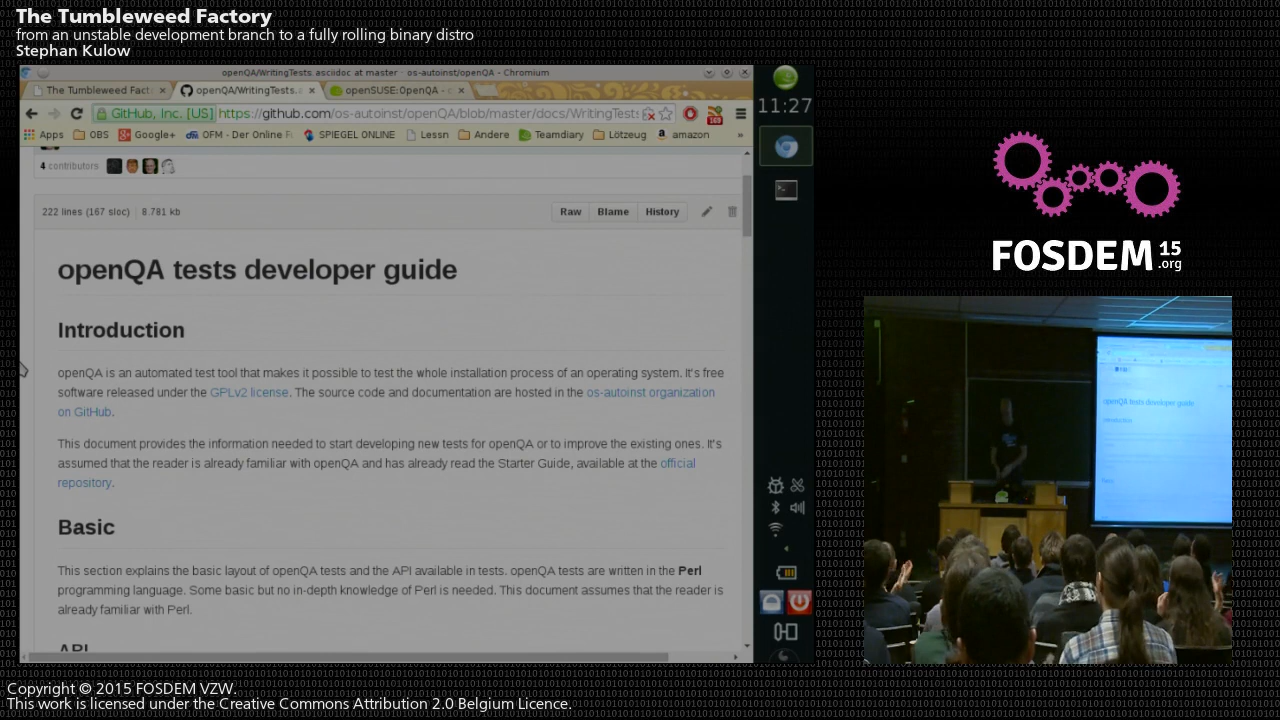 The Tumbleweed Factory
from an unstable development branch to a fully rolling binary distro
Stephan Kulow
openQA/WritingTests.asciidoc at master · os-autoinst/openQA - Chromium
The Tumbleweed Fact
openQA/WritingTests.a
openSUSE:OpenQA - c
11:27
GitHub, Inc. [US] https://github.com/os-autoinst/openQA/blob/master/docs/WritingTests
169
Apps OBS Google+ OFM - Der Online F SPIEGEL ONLINE Lessn Andere Teamdiary Lötzeug amazon »
4 contributors
222 lines (167 sloc) 8.781 kb Raw Blame History
openQA tests developer guide
Introduction
openQA is an automated test tool that makes it possible to test the whole installation process of an operating system. It's free
software released under the GPLv2 license. The source code and documentation are hosted in the os-autoinst organization
on GitHub.
This document provides the information needed to start developing new tests for openQA or to improve the existing ones. It's
assumed that the reader is already familiar with openQA and has already read the Starter Guide, available at the official
repository.
Basic
This section explains the basic layout of openQA tests and the API available in tests. openQA tests are written in the Perl
programming language. Some basic but no in-depth knowledge of Perl is needed. This document assumes that the reader is
already familiar with Perl.
API
FOSDEM 15
.org
openQA tests developer guide
Introduction
Copyright © 2015 FOSDEM VZW.
This work is licensed under the Creative Commons Attribution 2.0 Belgium Licence.